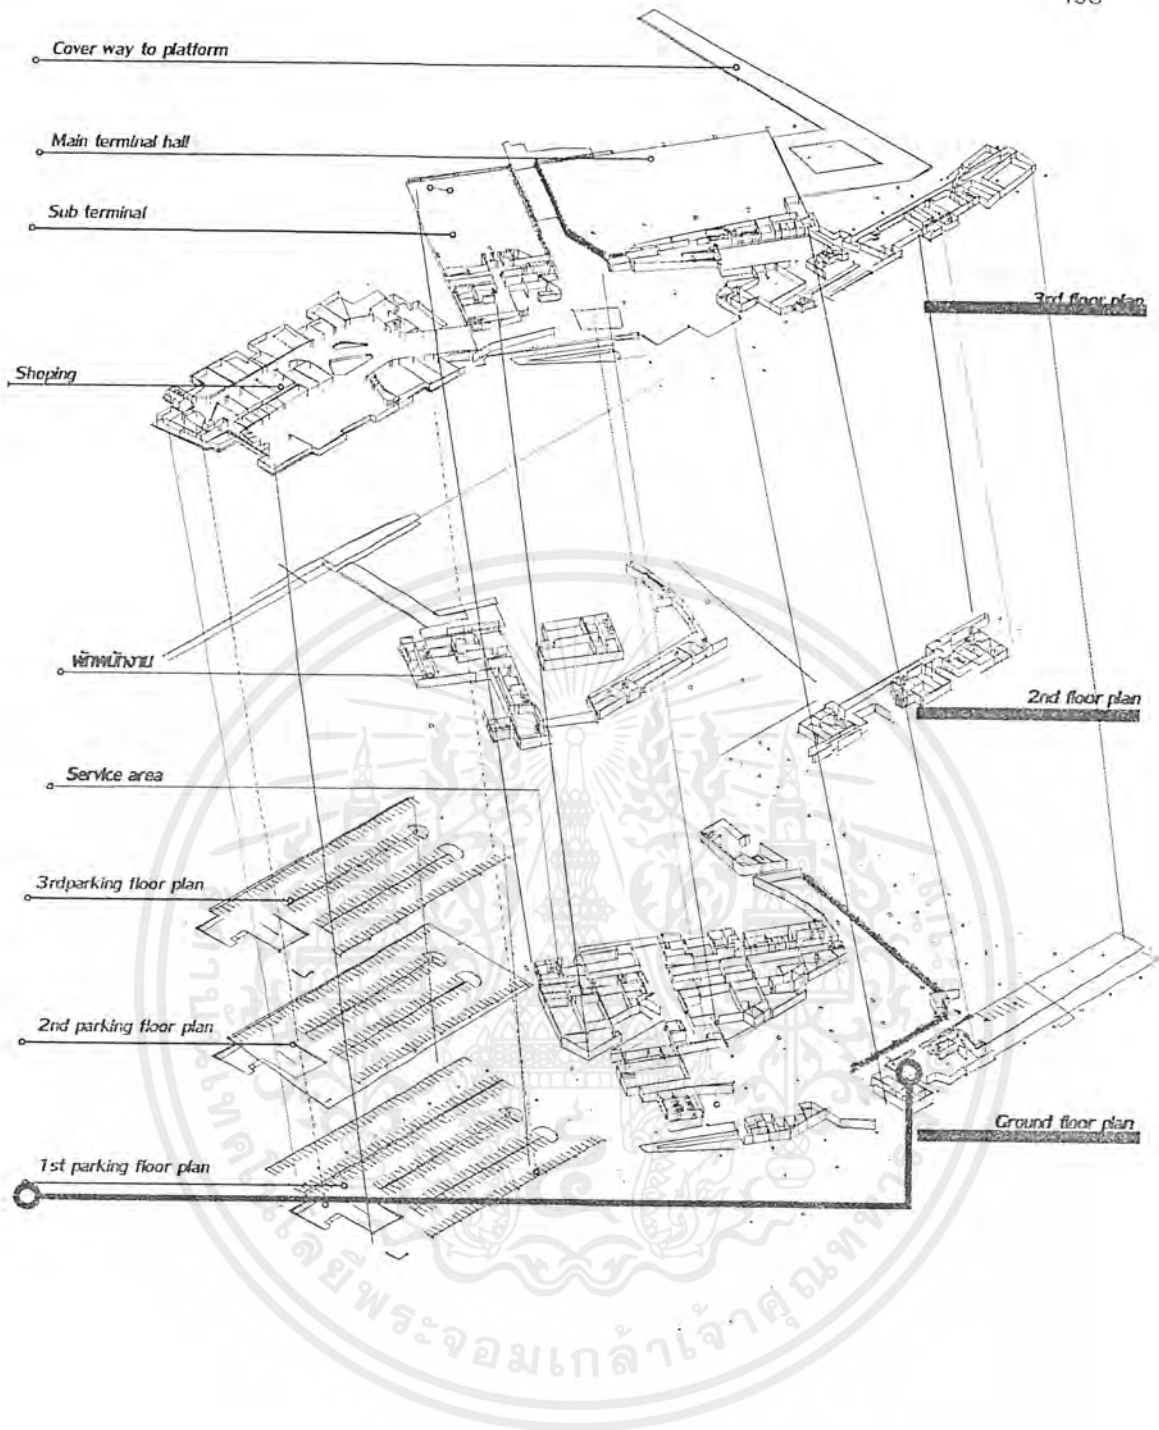 Cover way to platform
Main terminal hall
Sub terminal
3rd floor plan
Shoping
พักพนักงาน
2nd floor plan
Service area
3rdparking floor plan
2nd parking floor plan
Ground floor plan
1st parking floor plan